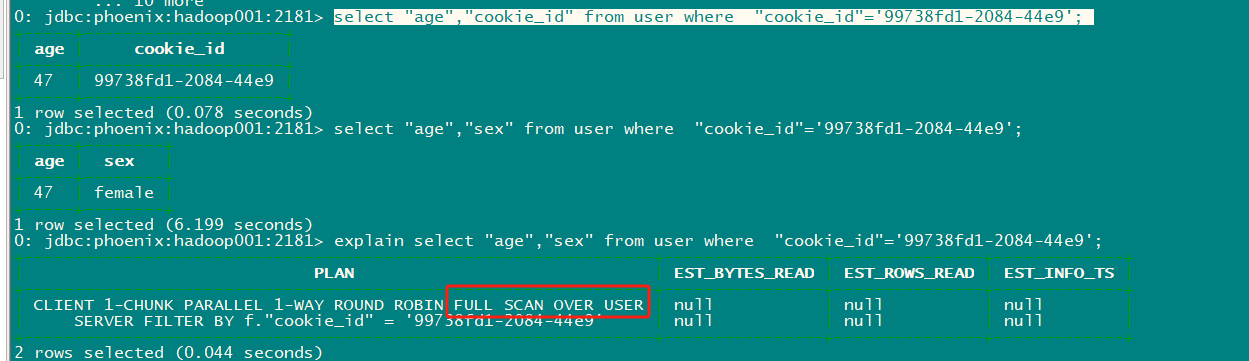 ... 10 more
0: jdbc:phoenix:hadoop001:2181> select "age","cookie_id" from user where  "cookie_id"='99738fd1-2084-44e9';
age cookie_id
47 99738fd1-2084-44e9
1 row selected (0.078 seconds)
0: jdbc:phoenix:hadoop001:2181> select "age","sex" from user where  "cookie_id"='99738fd1-2084-44e9';
age sex
47 female
1 row selected (6.199 seconds)
0: jdbc:phoenix:hadoop001:2181> explain select "age","sex" from user where  "cookie_id"='99738fd1-2084-44e9';
PLAN EST_BYTES_READ EST_ROWS_READ EST_INFO_TS
CLIENT 1-CHUNK PARALLEL 1-WAY ROUND ROBIN FULL SCAN OVER USER null null null
SERVER FILTER BY f."cookie_id" = '99738fd1-2084-44e9' null null null
2 rows selected (0.044 seconds)